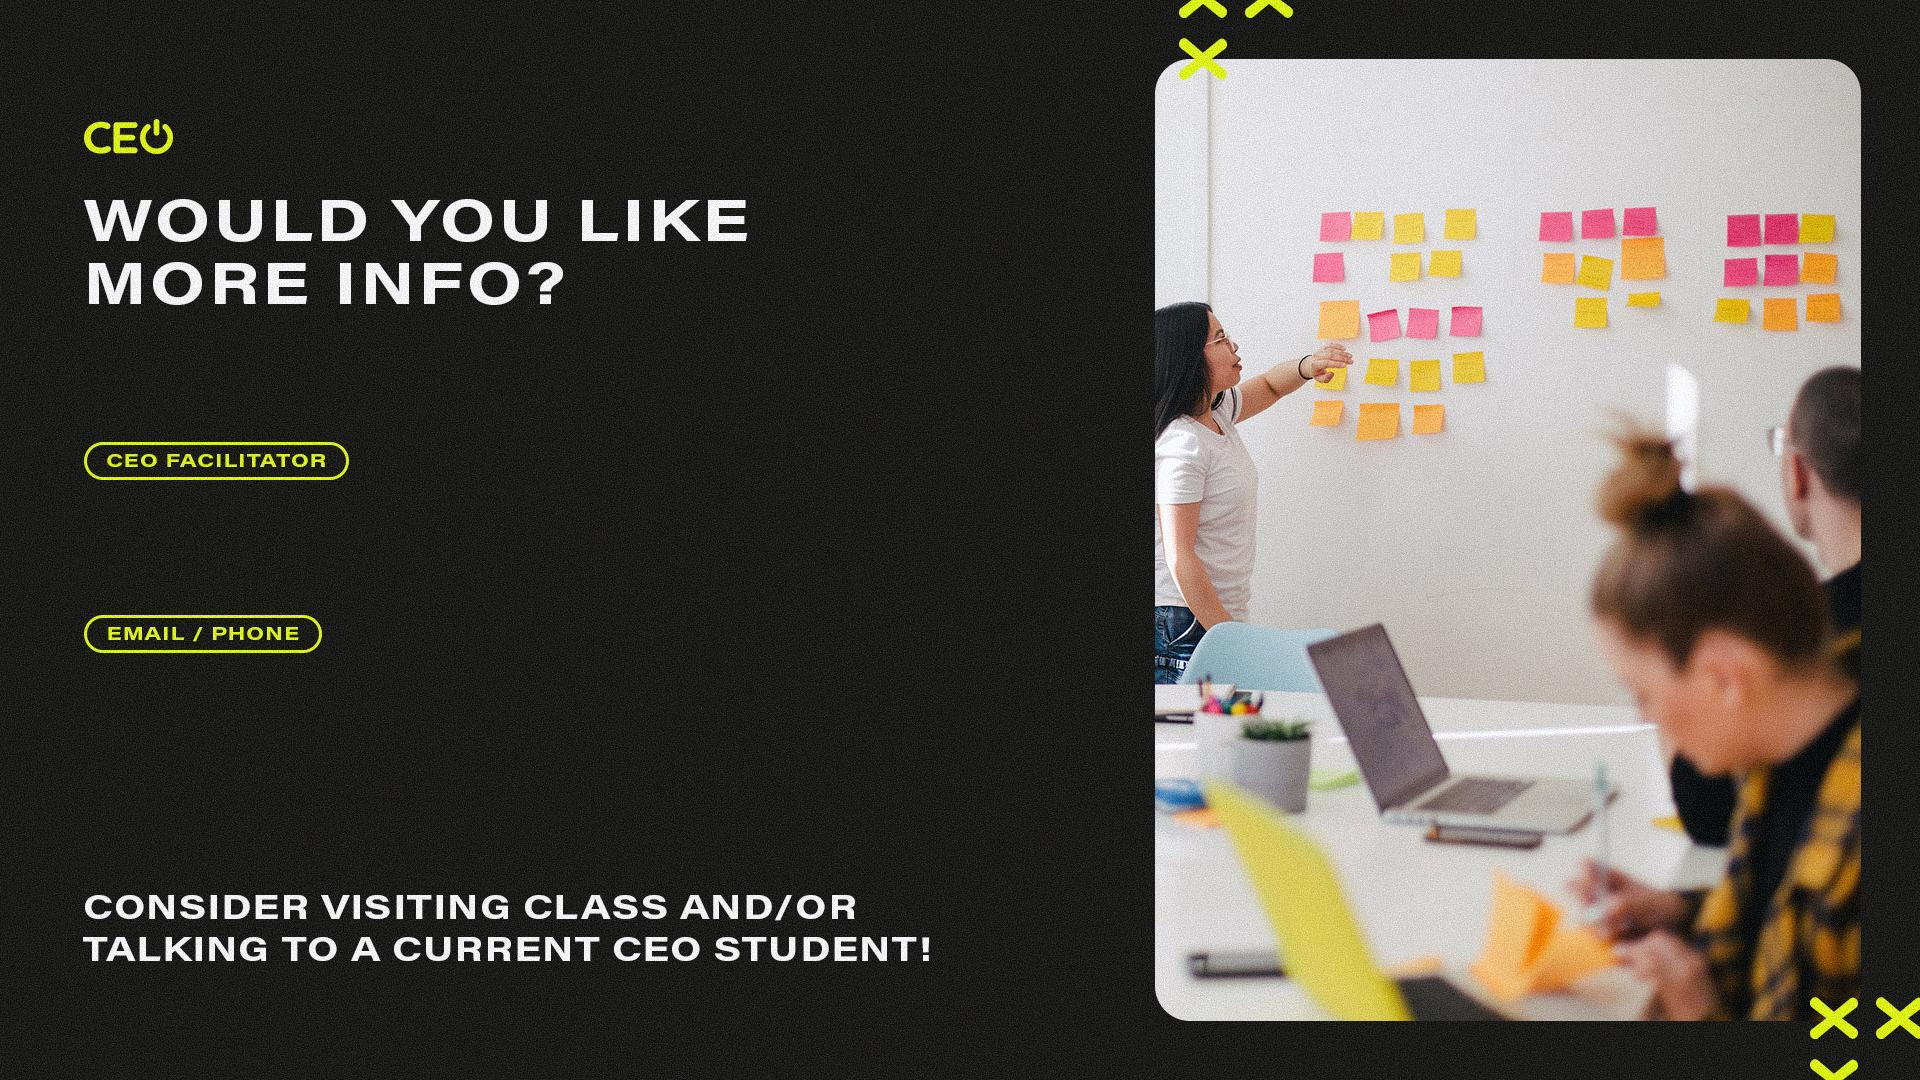 CEO
WOULD YOU LIKE
MORE INFO?
CEO FACILITATOR
EMAIL / PHONE
CONSIDER VISITING CLASS AND/OR
TALKING TO A CURRENT CEO STUDENT!